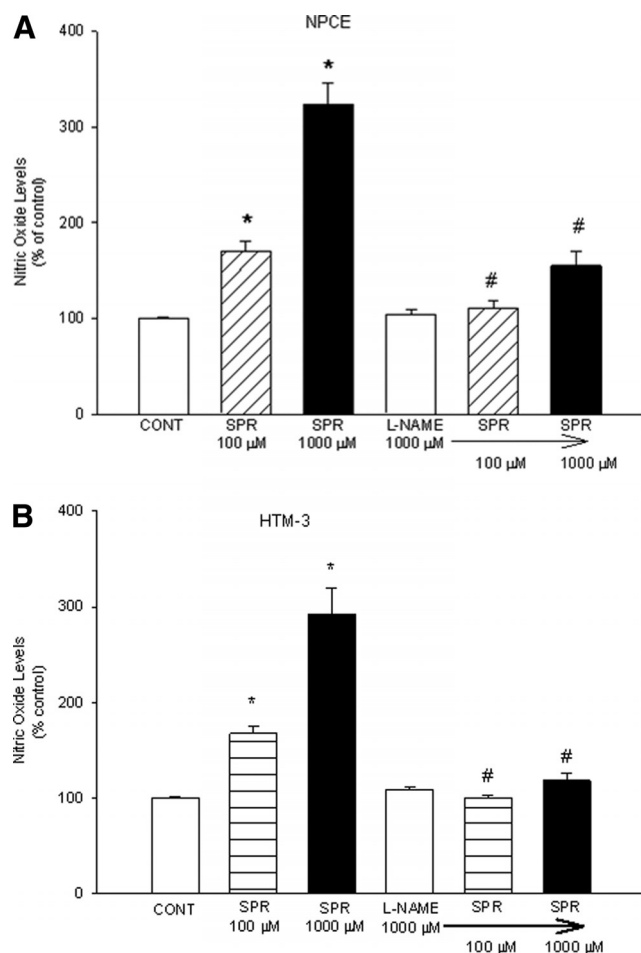 A
NPCE
Nitric Oxide Levels
(% of control)
400
300
200
100
0
*
*
#
#
CONT SPR SPR L-NAME SPR SPR
100 µM 1000 µM 1000 µM
100 µM 1000 µM
B
HTM-3
Nitric Oxide Levels
(% control)
400
300
200
100
0
*
*
#
#
CONT SPR SPR L-NAME SPR SPR
100 µM 1000 µM 1000 µM
100 µM 1000 µM